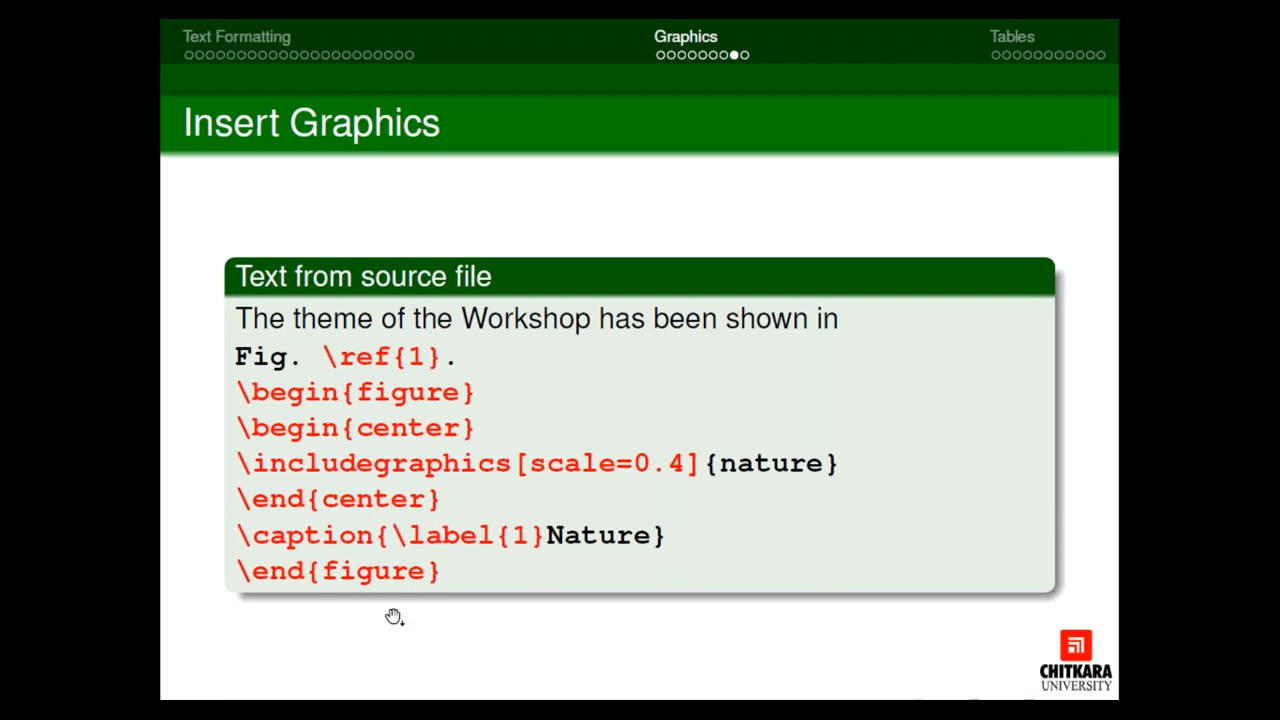 Text Formatting
Graphics
Tables
Insert Graphics
Text from source file
The theme of the Workshop has been shown in
Fig. \ref{1}.
\begin{figure}
\begin{center}
\includegraphics[scale=0.4]{nature}
\end{center}
\caption{\label{1}Nature}
\end{figure}
CHITKARA
UNIVERSITY